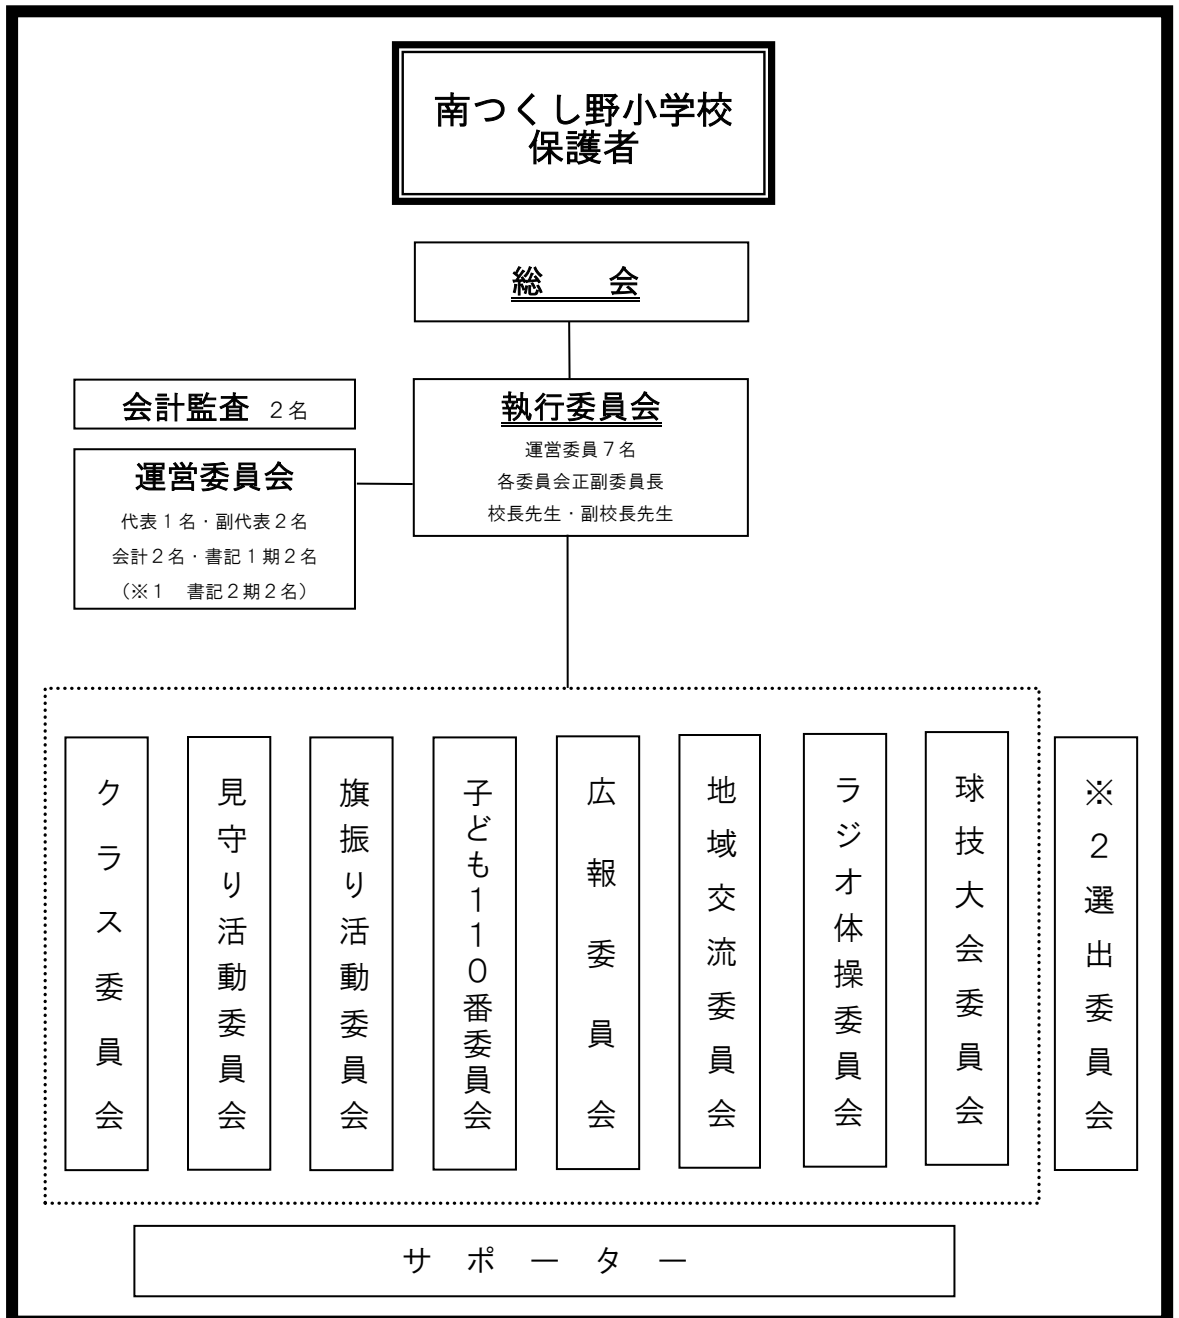 南つくし野小学校
保護者
総　　会
会計監査 ２名
執行委員会
運営委員７名
各委員会正副委員長
校長先生・副校長先生
運営委員会
代表１名・副代表２名
会計２名・書記１期２名
（※１　書記２期２名）
クラス委員会
見守り活動委員会
旗振り活動委員会
子ども１１０番委員会
広報委員会
地域交流委員会
ラジオ体操委員会
球技大会委員会
※２選出委員会
サ　ポ　ー　タ　ー